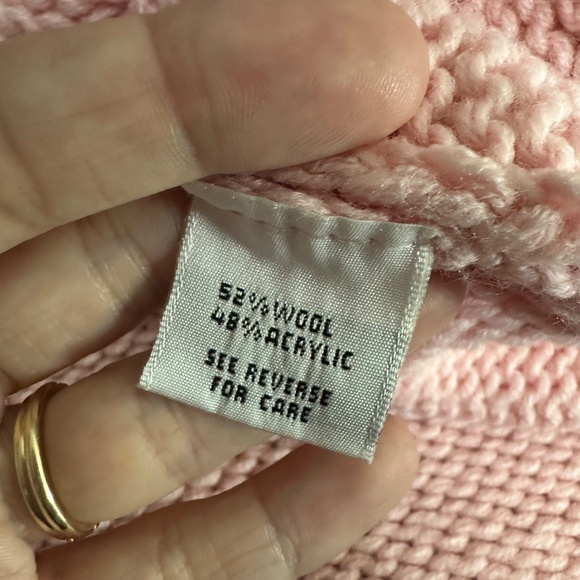 52% WOOL
48% ACRYLIC
SEE REVERSE
FOR CARE